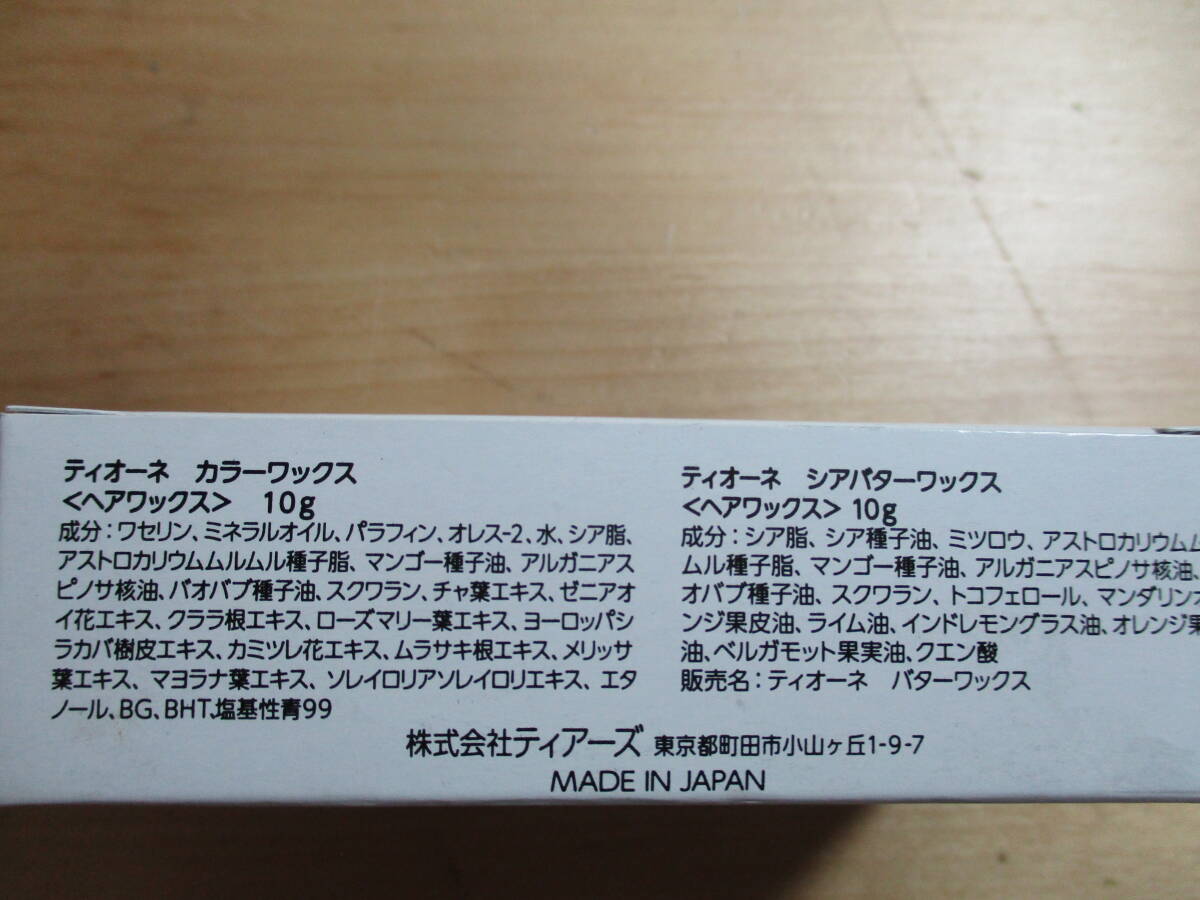 ティオーネ　カラーワックス
<ヘアワックス>　10g
成分：ワセリン、ミネラルオイル、パラフィン、オレス-2、水、シア脂、
アストロカリウムムルムル種子脂、マンゴー種子油、アルガニアス
ピノサ核油、バオバブ種子油、スクワラン、チャ葉エキス、ゼニアオ
イ花エキス、クララ根エキス、ローズマリー葉エキス、ヨーロッパシ
ラカバ樹皮エキス、カミツレ花エキス、ムラサキ根エキス、メリッサ
葉エキス、マヨラナ葉エキス、ソレイロリアソレイロリエキス、エタ
ノール、BG、BHT、塩基性青99
ティオーネ　シアバターワックス
<ヘアワックス> 10g
成分：シア脂、シア種子油、ミツロウ、アストロカリウムム
ムル種子脂、マンゴー種子油、アルガニアスピノサ核油、
オバブ種子油、スクワラン、トコフェロール、マンダリンオ
ンジ果皮油、ライム油、インドレモングラス油、オレンジ果
油、ベルガモット果実油、クエン酸
販売名：ティオーネ　バターワックス
株式会社ティアーズ 東京都町田市小山ヶ丘1-9-7
MADE IN JAPAN